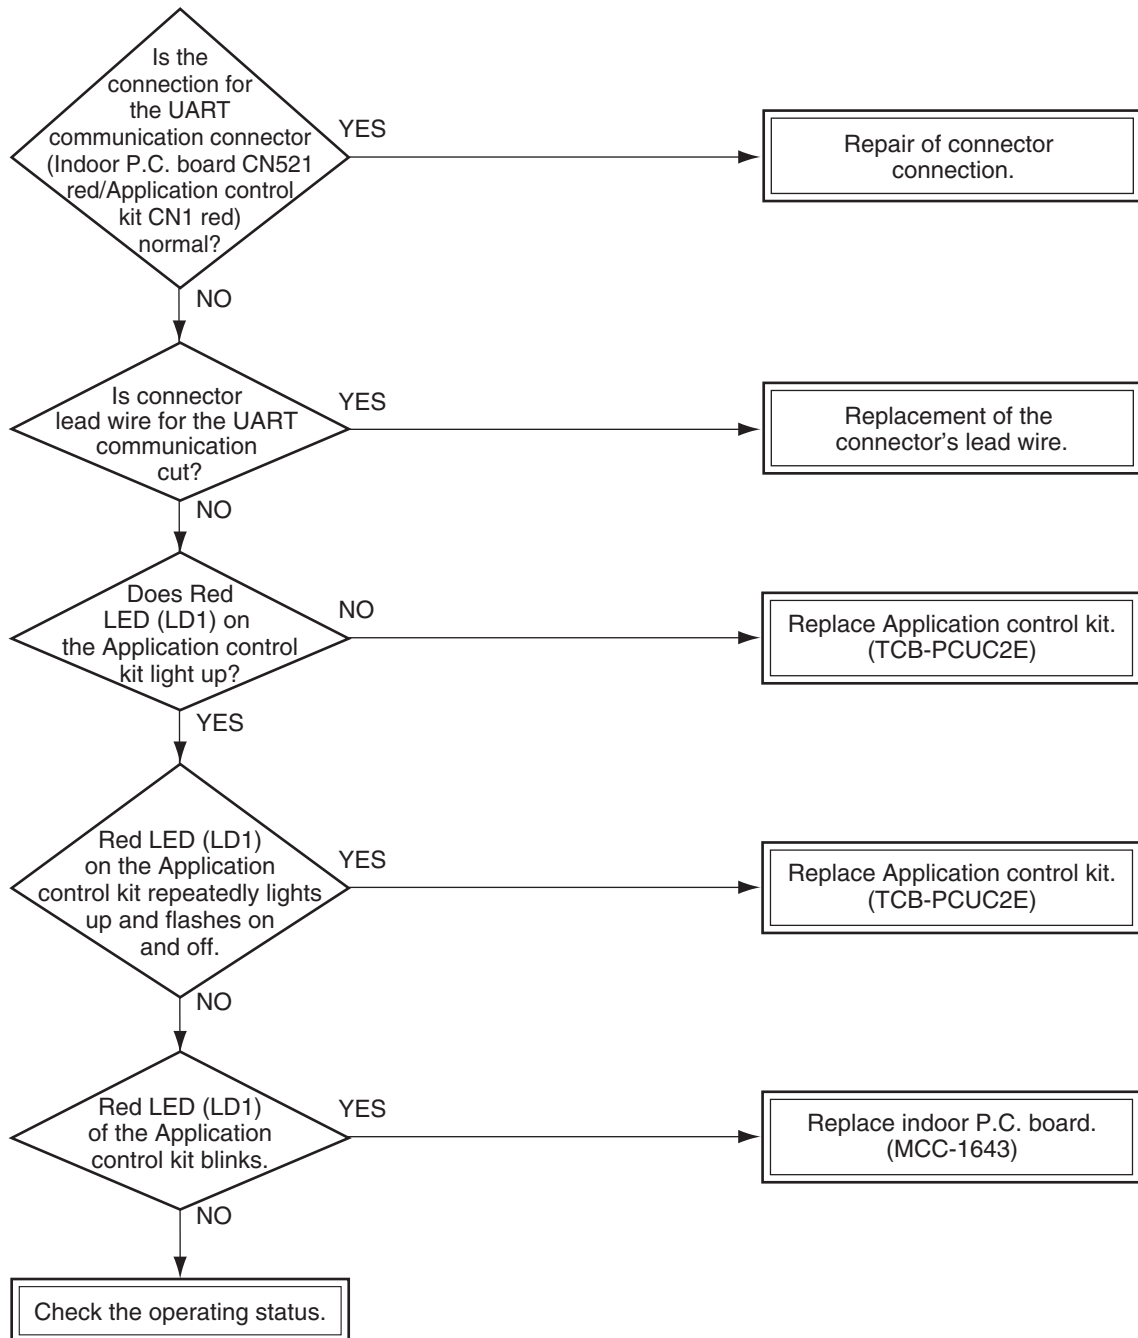 Is the
connection for
the UART
communication connector
(Indoor P.C. board CN521
red/Application control
kit CN1 red)
normal?
YES
Repair of connector
connection.
NO
Is connector
lead wire for the UART
communication
cut?
YES
Replacement of the
connector's lead wire.
NO
Does Red
LED (LD1) on
the Application control
kit light up?
NO
Replace Application control kit.
(TCB-PCUC2E)
YES
Red LED (LD1)
on the Application
control kit repeatedly lights
up and flashes on
and off.
YES
Replace Application control kit.
(TCB-PCUC2E)
NO
Red LED (LD1)
of the Application
control kit blinks.
YES
Replace indoor P.C. board.
(MCC-1643)
NO
Check the operating status.